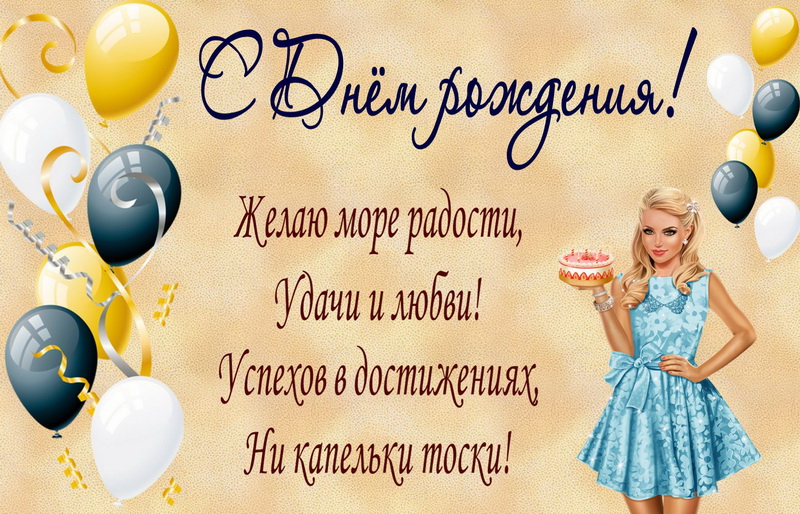 С Днём рождения!
Желаю море радости,
Удачи и любви!
Успехов в достижениях,
Ни капельки тоски!